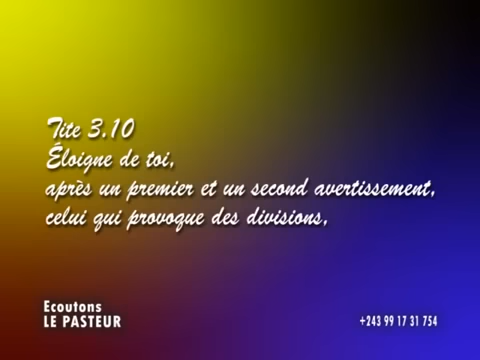 Tite 3.10
Éloigne de toi,
après un premier et un second avertissement,
celui qui provoque des divisions,
Ecoutons
LE PASTEUR
+243 99 17 31 754